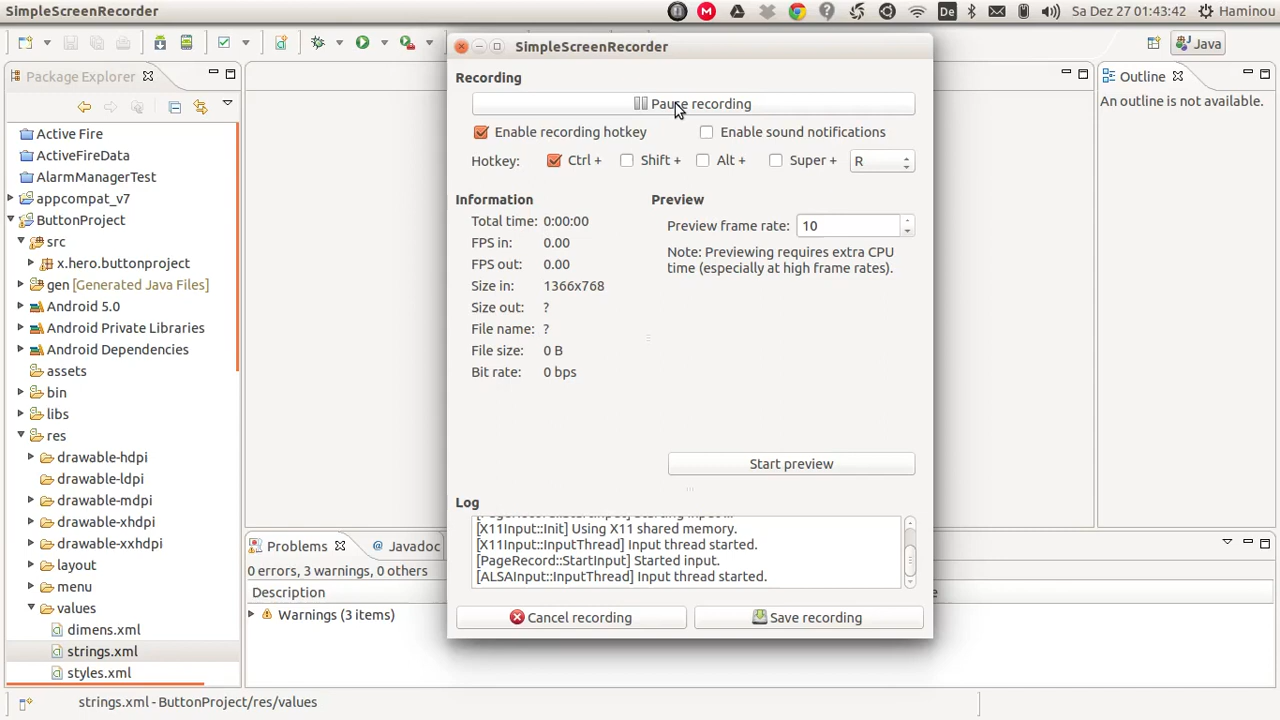 SimpleScreenRecorder
De
Sa Dez 27 01:43:42
Haminou
Java
Package Explorer
Active Fire
ActiveFireData
AlarmManagerTest
appcompat_v7
ButtonProject
src
x.hero.buttonproject
gen [Generated Java Files]
Android 5.0
Android Private Libraries
Android Dependencies
assets
bin
libs
res
drawable-hdpi
drawable-ldpi
drawable-mdpi
drawable-xhdpi
drawable-xxhdpi
layout
menu
values
dimens.xml
strings.xml
styles.xml
SimpleScreenRecorder
Recording
Pause recording
Enable recording hotkey
Enable sound notifications
Hotkey: Ctrl + Shift + Alt + Super + R
Information
Total time: 0:00:00
FPS in: 0.00
FPS out: 0.00
Size in: 1366x768
Size out: ?
File name: ?
File size: 0 B
Bit rate: 0 bps
Preview
Preview frame rate: 10
Note: Previewing requires extra CPU
time (especially at high frame rates).
Start preview
Log
[X11Input::Init] Using X11 shared memory.
[X11Input::InputThread] Input thread started.
[PageRecord::StartInput] Started input.
[ALSAInput::InputThread] Input thread started.
Cancel recording
Save recording
Outline
An outline is not available.
Problems
Javadoc
0 errors, 3 warnings, 0 others
Description
Warnings (3 items)
strings.xml - ButtonProject/res/values